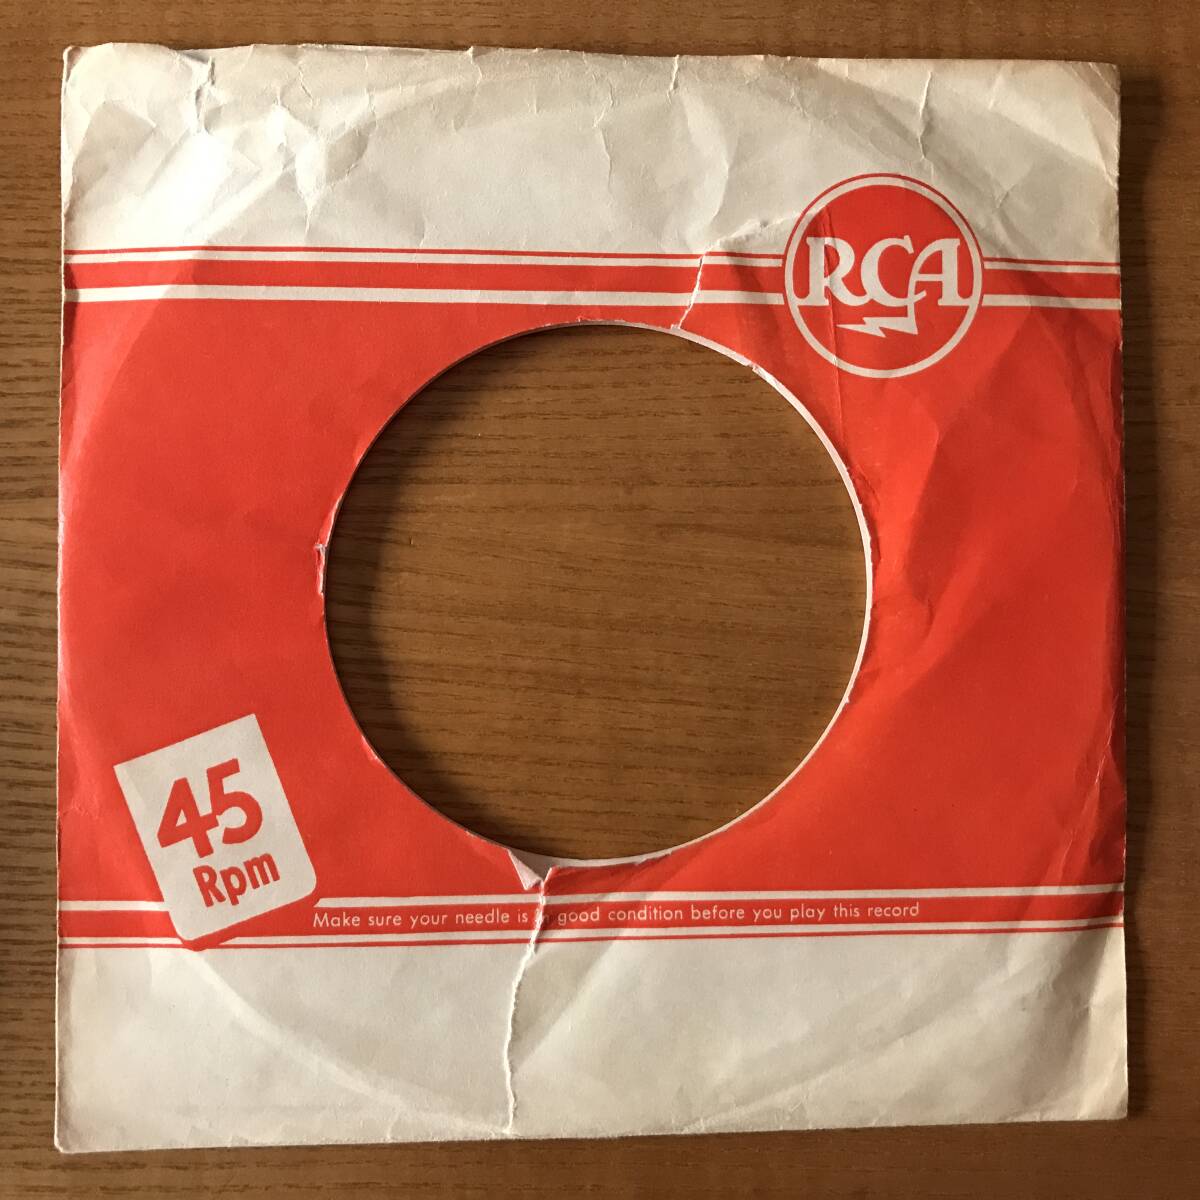 RCA
45
Rpm
Make sure your needle is in good condition before you play this record